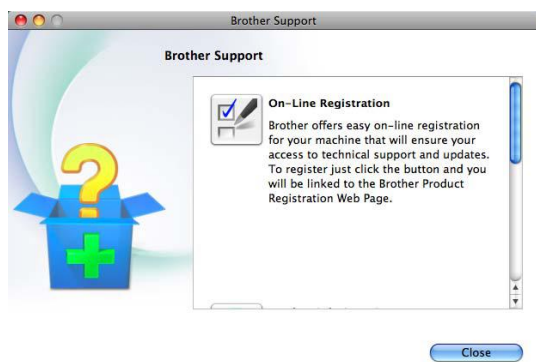 Brother Support
Brother Support
On-Line Registration
Brother offers easy on-line registration
for your machine that will ensure your
access to technical support and updates.
To register just click the button and you
will be linked to the Brother Product
Registration Web Page.
Close